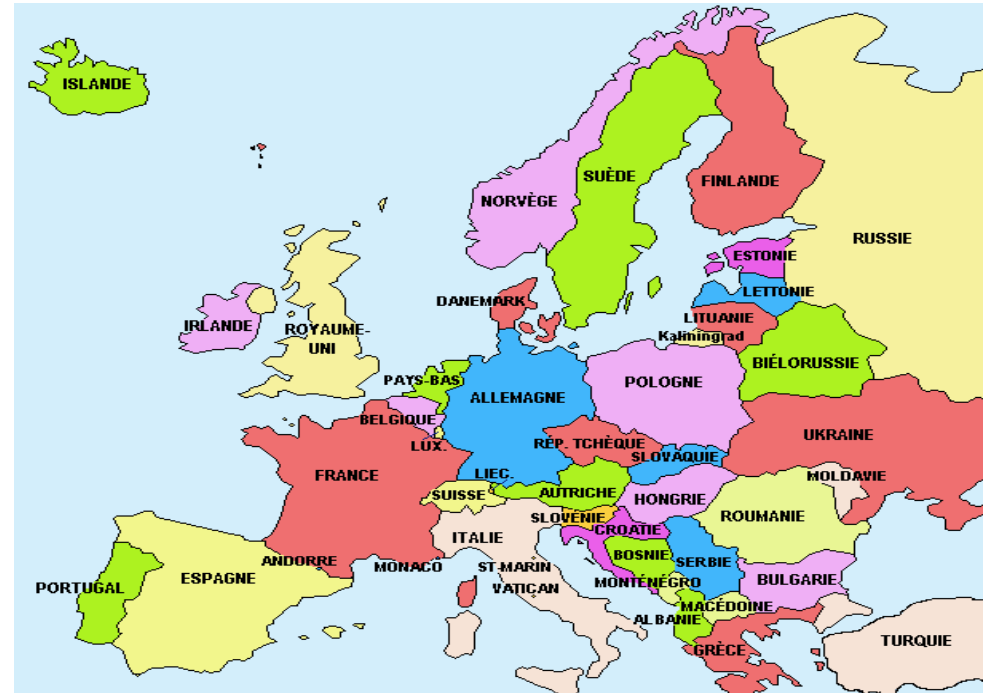 ISLANDE
SUÈDE
FINLANDE
NORVÈGE
RUSSIE
ESTONIE
LETTONIE
DANEMARK
LITUANIE
IRLANDE
ROYAUME-
UNI
Kaliningrad
BIÉLORUSSIE
PAYS-BAS
POLOGNE
ALLEMAGNE
BELGIQUE
UKRAINE
RÉP. TCHÈQUE
LUX.
SLOVAQUIE
FRANCE
LIEC.
MOLDAVIE
SUISSE
AUTRICHE
HONGRIE
ROUMANIE
SLOVÉNIE
CROATIE
ITALIE
BOSNIE
ANDORRE
MONACO
ST-MARIN
SERBIE
ESPAGNE
BULGARIE
PORTUGAL
VATICAN
MONTÉNÉGRO
MACÉDOINE
ALBANIE
TURQUIE
GRÈCE